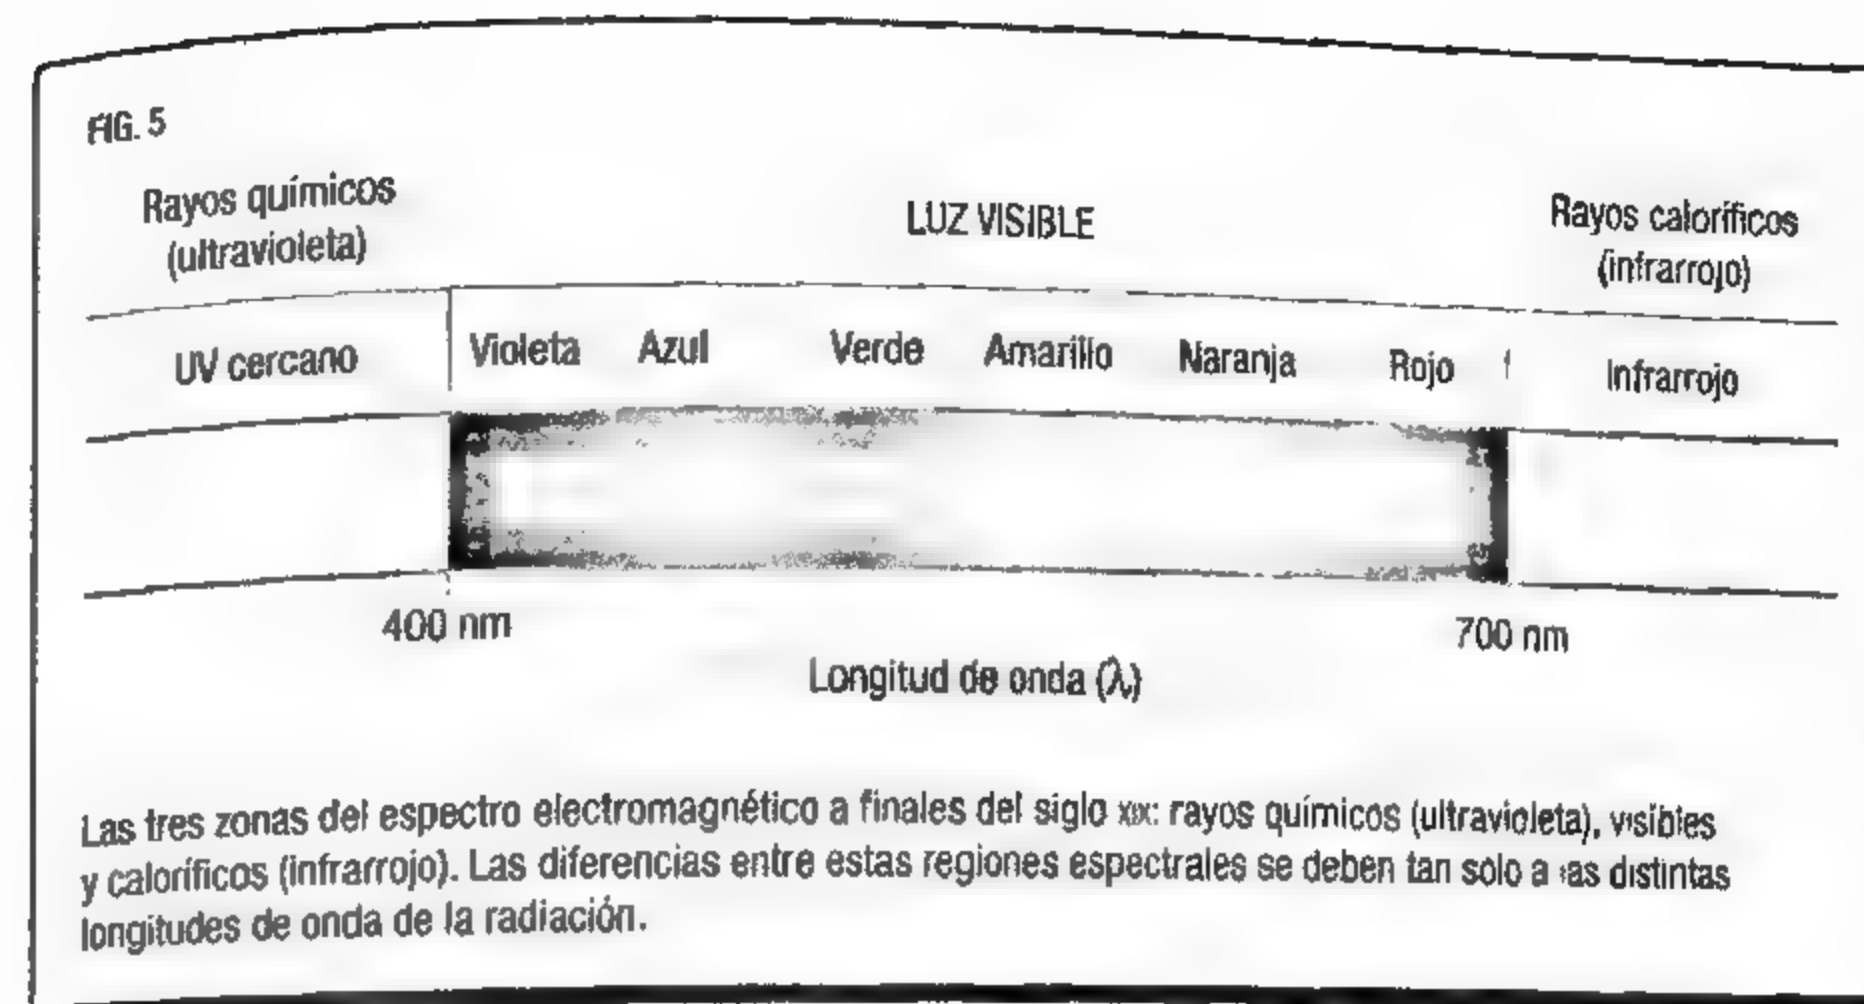 FIG. 5
Rayos químicos
(ultravioleta)
LUZ VISIBLE
Rayos caloríficos
(infrarrojo)
UV cercano Violeta Azul Verde Amarillo Naranja Rojo Infrarrojo
400 nm 700 nm
Longitud de onda (λ)
Las tres zonas del espectro electromagnético a finales del siglo XIX: rayos químicos (ultravioleta), visibles
y caloríficos (infrarrojo). Las diferencias entre estas regiones espectrales se deben tan solo a las distintas
longitudes de onda de la radiación.